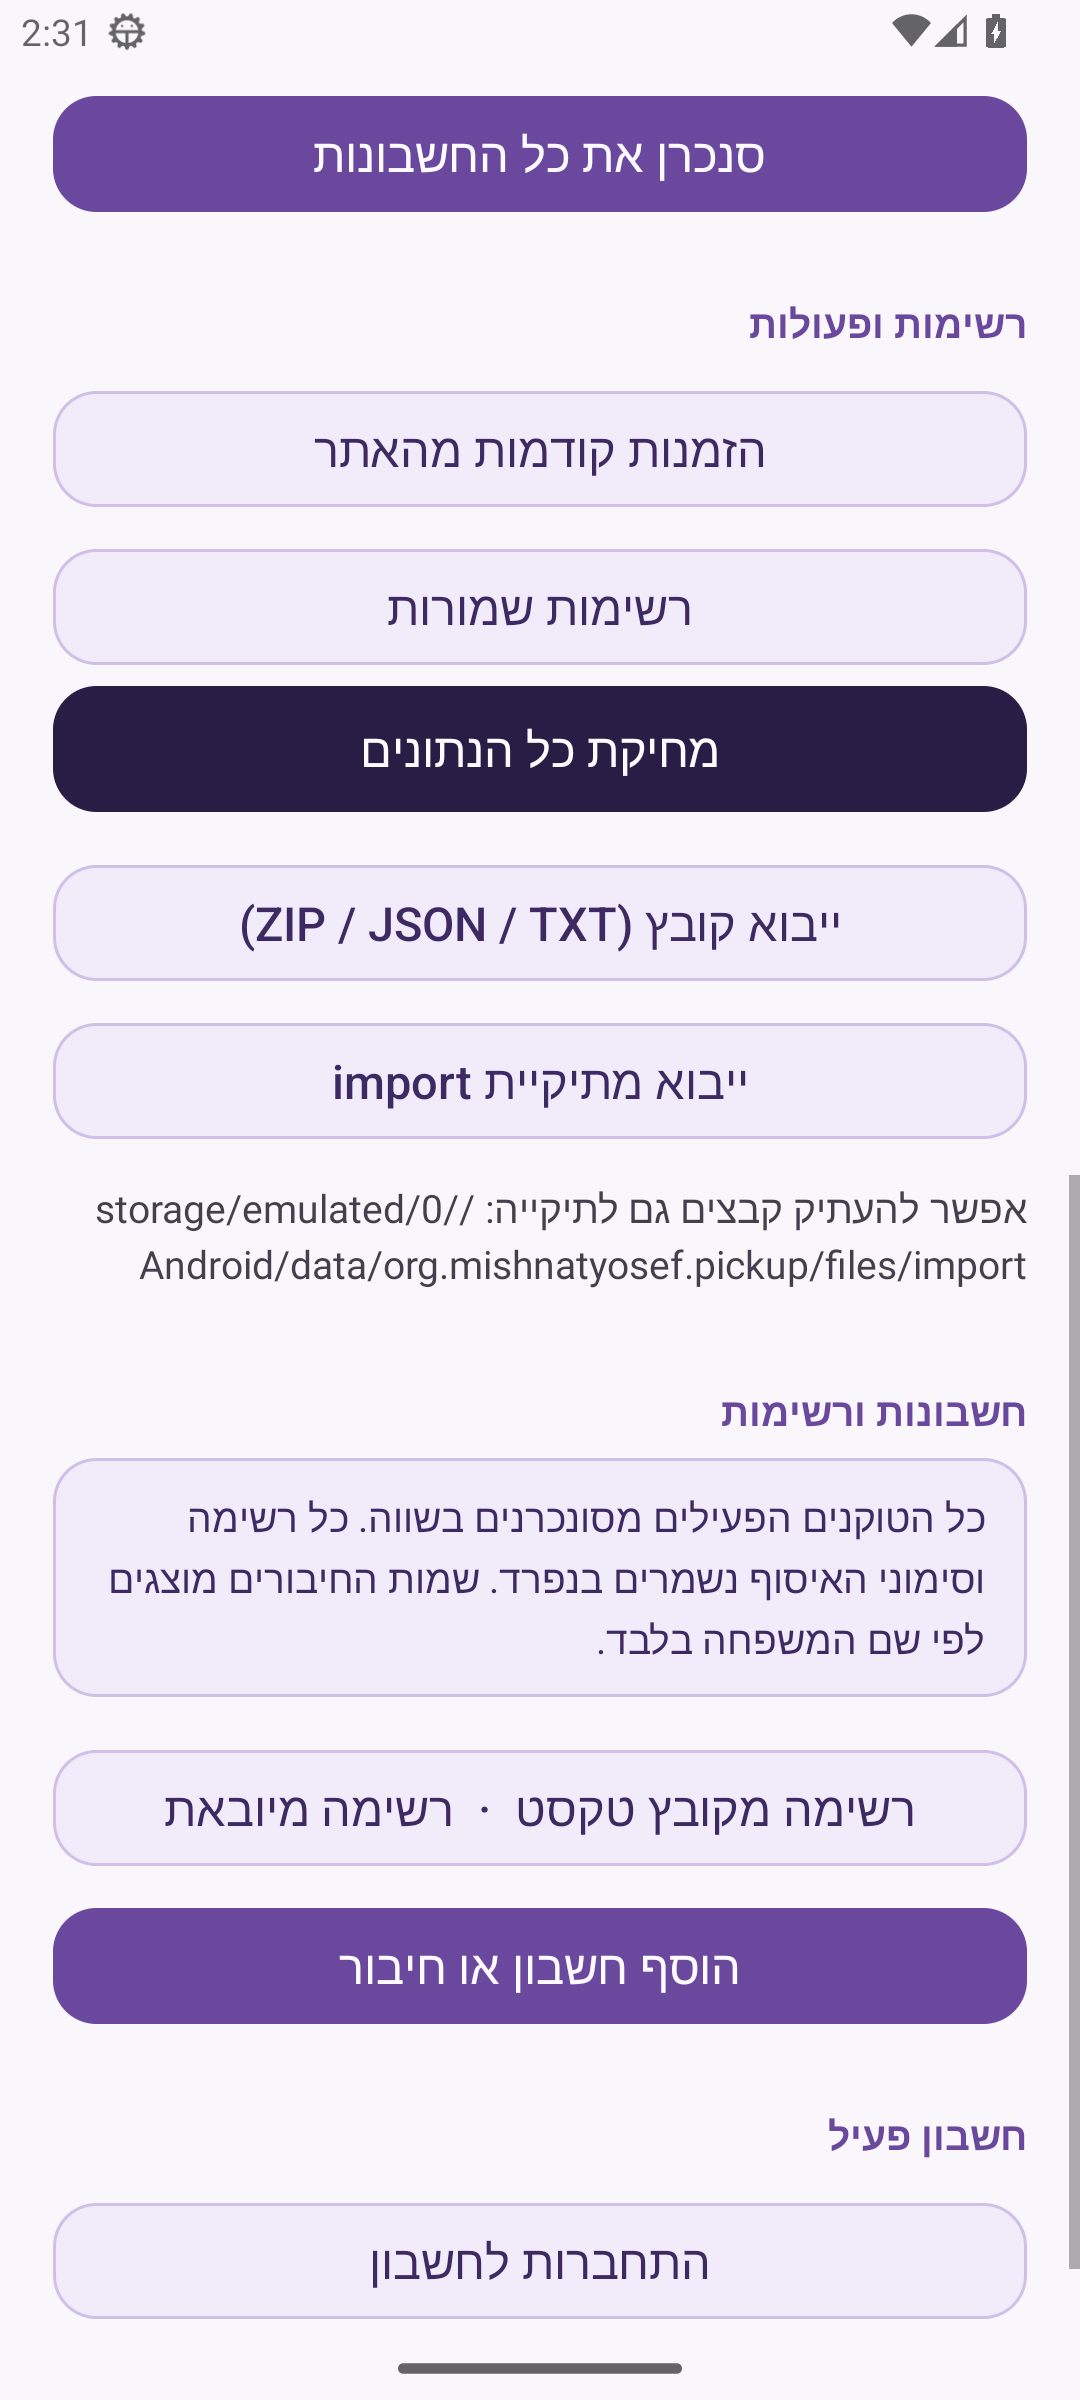 2:31
סנכרן את כל החשבונות
רשימות ופעולות
הזמנות קודמות מהאתר
רשימות שמורות
מחיקת כל הנתונים
ייבוא קובץ (ZIP / JSON / TXT)
ייבוא מתיקיית import
אפשר להעתיק קבצים גם לתיקייה: /storage/emulated/0/
Android/data/org.mishnatyosef.pickup/files/import
חשבונות ורשימות
כל הטוקנים הפעילים מסונכרנים בשווה. כל רשימה
וסימוני האיסוף נשמרים בנפרד. שמות החיבורים מוצגים
לפי שם המשפחה בלבד.
רשימה מקובץ טקסט · רשימה מיובאת
הוסף חשבון או חיבור
חשבון פעיל
התחברות לחשבון